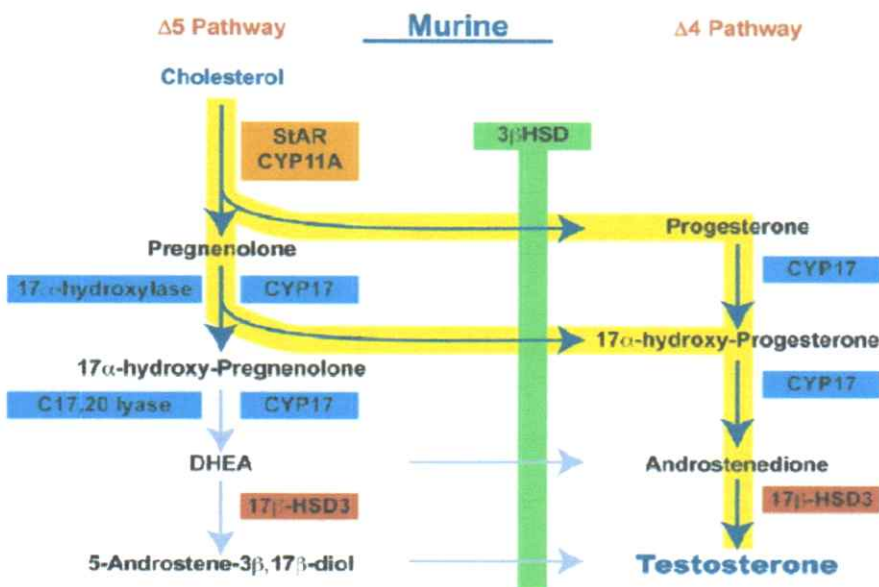 Δ5 Pathway
Murine
Δ4 Pathway
Cholesterol
StAR
CYP11A
3βHSD
Pregnenolone
Progesterone
17α-hydroxylase
CYP17
CYP17
17α-hydroxy-Progesterone
17α-hydroxy-Pregnenolone
C17,20 lyase
CYP17
CYP17
DHEA
Androstenedione
17β-HSD3
17β-HSD3
5-Androstene-3β,17β-diol
Testosterone